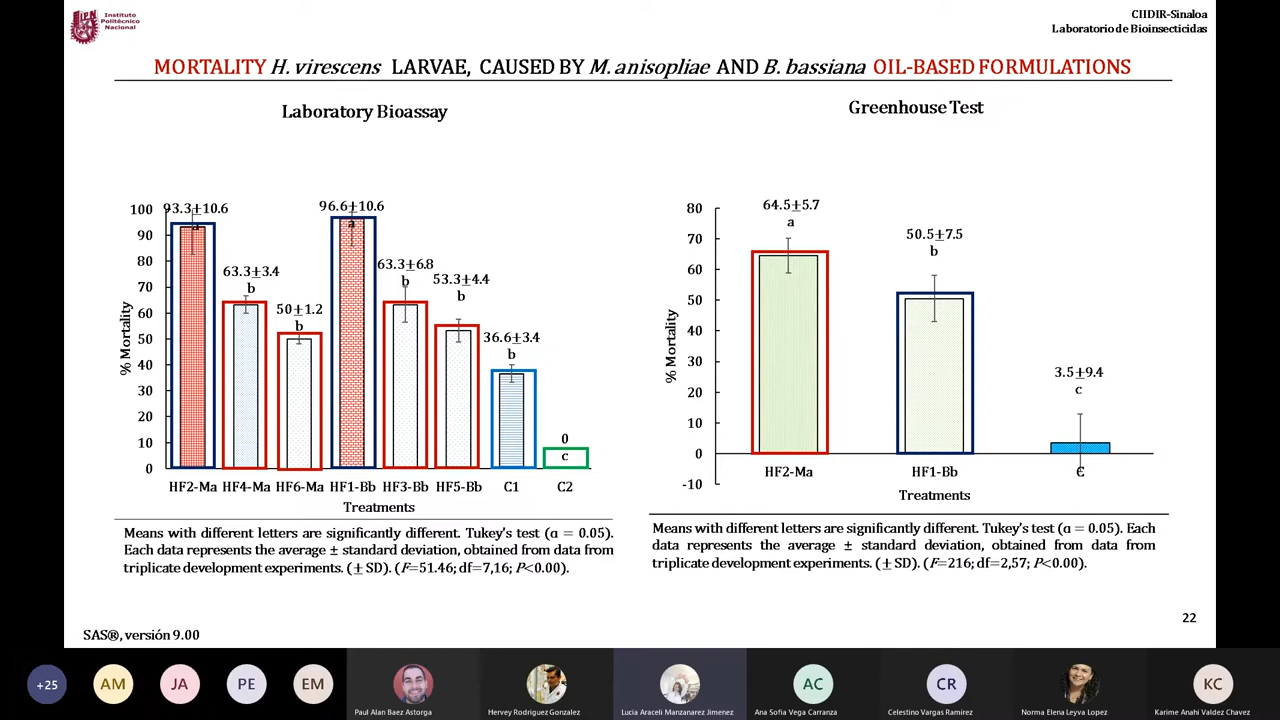 Instituto
Politécnico
Nacional
CIIDIR-Sinaloa
Laboratorio de Bioinsecticidas
MORTALITY H. virescens LARVAE, CAUSED BY M. anisopliae AND B. bassiana OIL-BASED FORMULATIONS
Laboratory Bioassay
% Mortality
100
90
80
70
60
50
40
30
20
10
0
93.3±10.6
a
63.3±3.4
b
50±1.2
b
96.6±10.6
a
63.3±6.8
b
53.3±4.4
b
36.6±3.4
b
0
c
HF2-Ma HF4-Ma HF6-Ma HF1-Bb HF3-Bb HF5-Bb C1 C2
Treatments
Means with different letters are significantly different. Tukey's test (α = 0.05).
Each data represents the average ± standard deviation, obtained from data from
triplicate development experiments. (± SD). (F=51.46; df=7,16; P<0.00).
Greenhouse Test
% Mortality
80
70
60
50
40
30
20
10
0
-10
64.5±5.7
a
50.5±7.5
b
3.5±9.4
c
HF2-Ma HF1-Bb C
Treatments
Means with different letters are significantly different. Tukey's test (α = 0.05). Each
data represents the average ± standard deviation, obtained from data from
triplicate development experiments. (± SD). (F=216; df=2,57; P<0.00).
22
SAS®, versión 9.00
+25
AM
JA
PE
EM
Paul Alan Baez Astorga
Hervey Rodriguez Gonzalez
Lucia Araceli Manzanarez Jimenez
AC
Ana Sofia Vega Carranza
CR
Celestino Vargas Ramirez
Norma Elena Leyva Lopez
KC
Karime Anahi Valdez Chavez